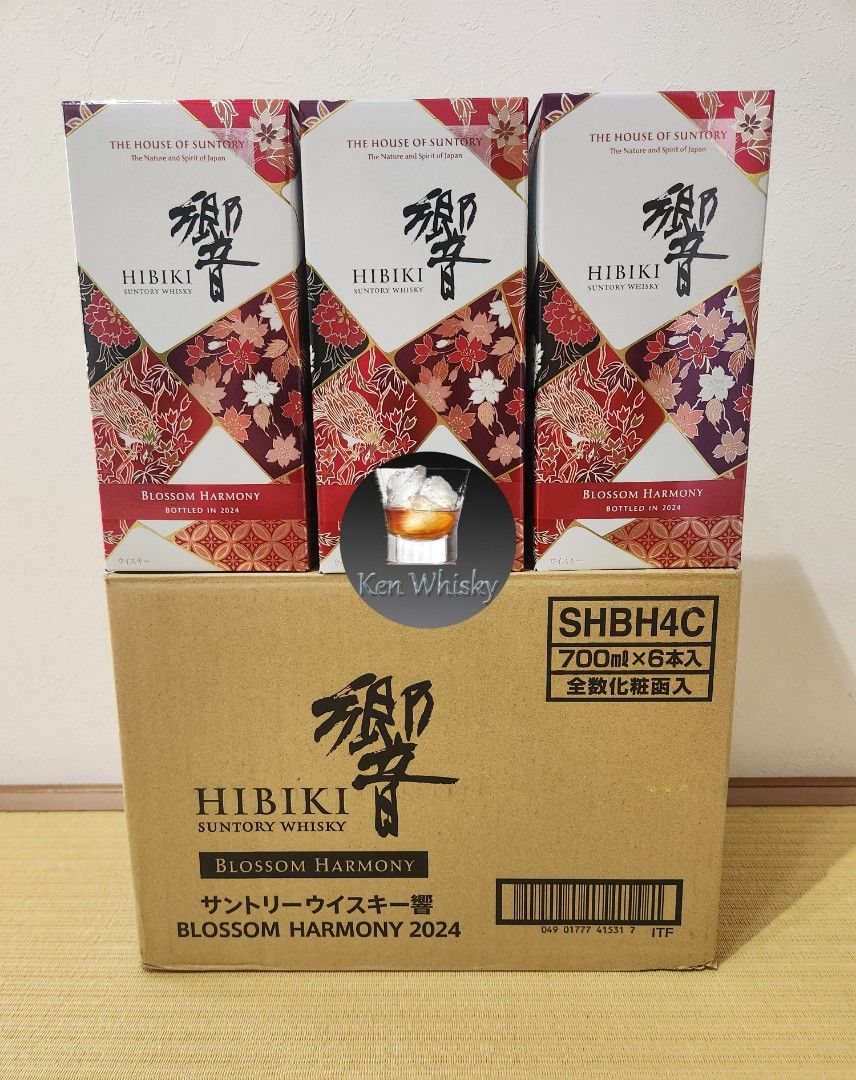 THE HOUSE OF SUNTORY
The Nature and Spirit of Japan
響
HIBIKI
SUNTORY WHISKY
BLOSSOM HARMONY
BOTTLED IN 2024
ウイスキー
THE HOUSE OF SUNTORY
The Nature and Spirit of Japan
響
HIBIKI
SUNTORY WHISKY
THE HOUSE OF SUNTORY
The Nature and Spirit of Japan
響
HIBIKI
SUNTORY WHISKY
BLOSSOM HARMONY
BOTTLED IN 2024
ウイスキー
Ken Whisky
SHBH4C
700ml×6本入
全数化粧函入
響
HIBIKI
SUNTORY WHISKY
BLOSSOM HARMONY
サントリーウイスキー響
BLOSSOM HARMONY 2024
049 01777 41531 7
ITF